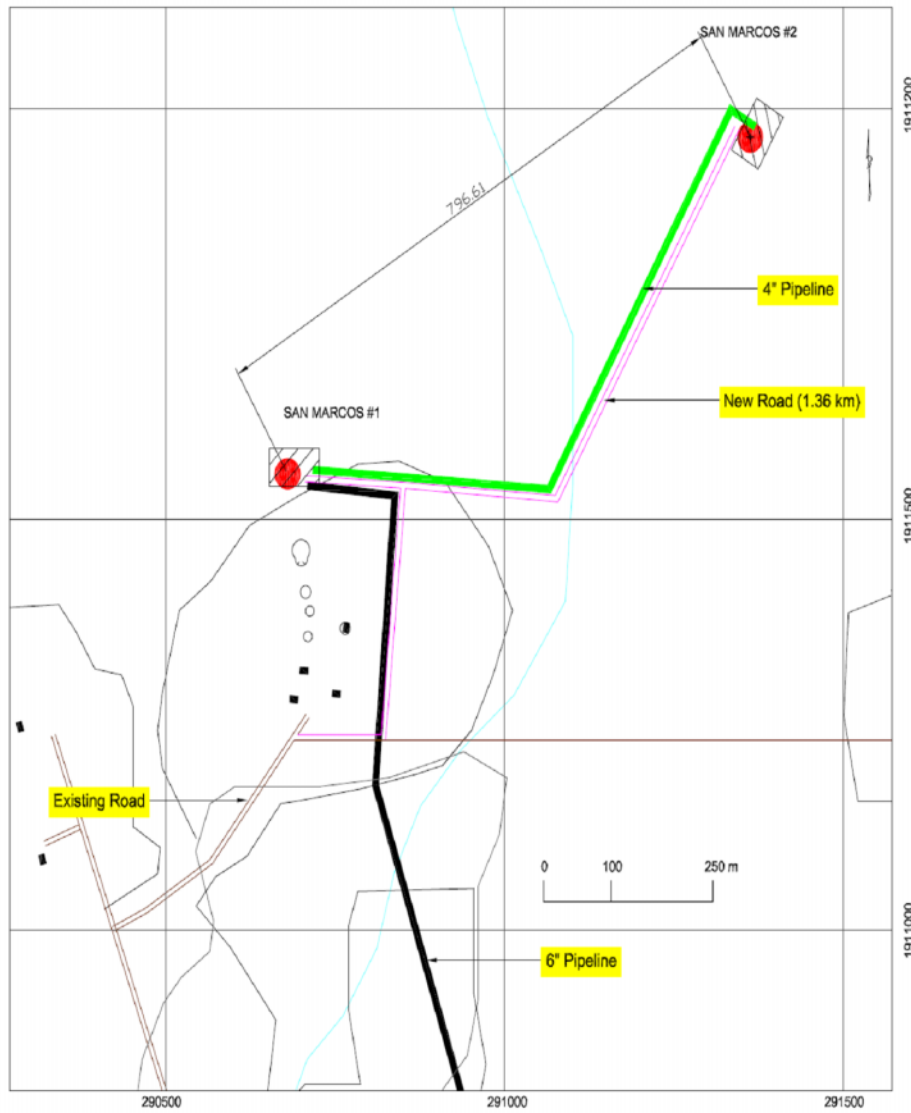 SAN MARCOS #2
1911200
796.61
4" Pipeline
New Road (1.36 km)
SAN MARCOS #1
1911500
Existing Road
0 100 250 m
6" Pipeline
1911000
290500 291000 291500